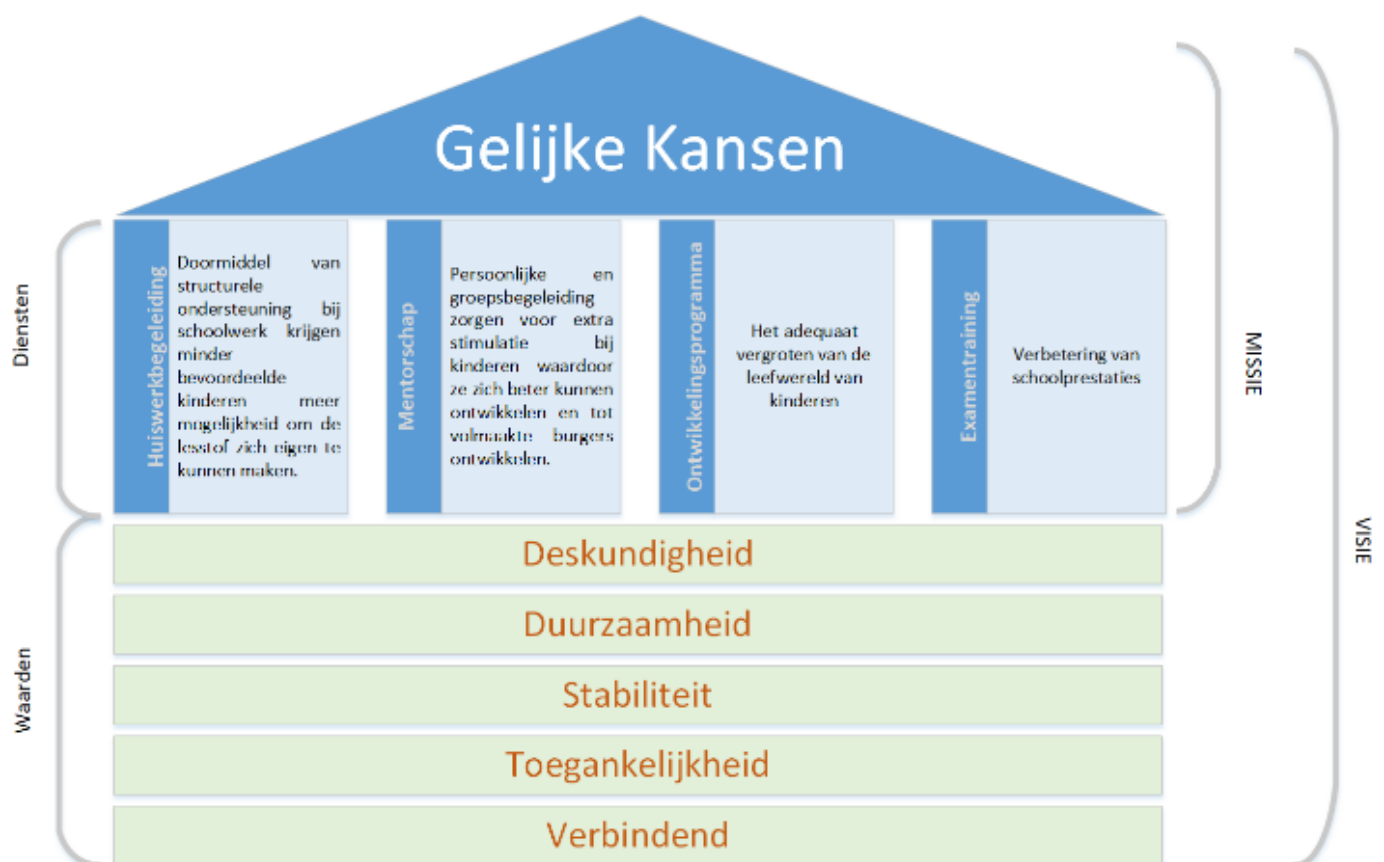 Gelijke Kansen
Diensten
Huiswerkbegeleiding
Doormiddel van
structurele
ondersteuning bij
schoolwerk krijgen
minder
bevoordeelde
kinderen meer
mogelijkheid om de
lesstof zich eigen te
kunnen maken.
Mentorschap
Persoonlijke en
groepsbegeleiding
zorgen voor extra
stimulatie bij
kinderen waardoor
ze zich beter kunnen
ontwikkelen en tot
volmaakte burgers
ontwikkelen.
Ontwikkelingsprogramma
Het adequaat
vergroten van de
leefwereld van
kinderen
Examentraining
Verbetering van
schoolprestaties
MISSIE
VISIE
Waarden
Deskundigheid
Duurzaamheid
Stabiliteit
Toegankelijkheid
Verbindend